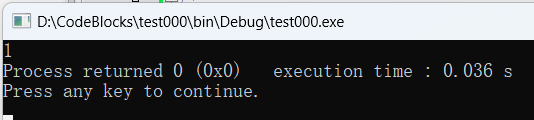 D:\CodeBlocks\test000\bin\Debug\test000.exe
1
Process returned 0 (0x0)   execution time : 0.036 s
Press any key to continue.